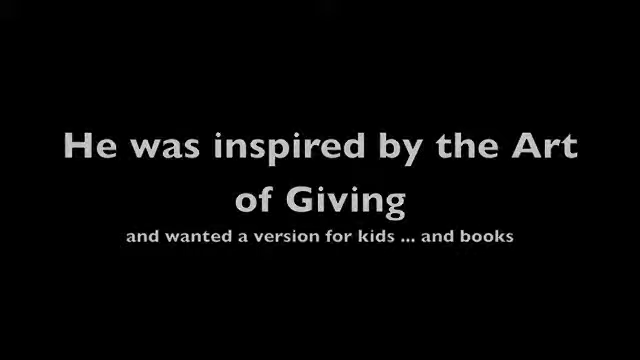 He was inspired by the Art
of Giving
and wanted a version for kids ... and books